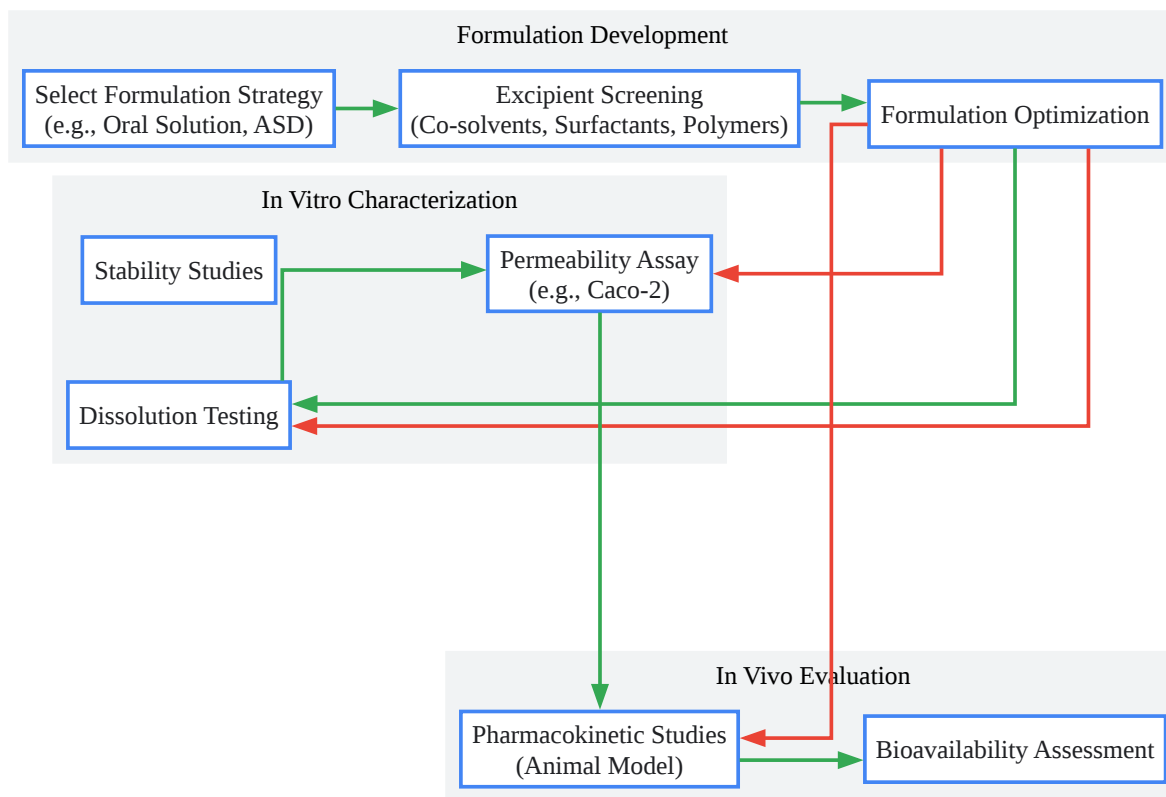 Formulation Development
Select Formulation Strategy
(e.g., Oral Solution, ASD)
Excipient Screening
(Co-solvents, Surfactants, Polymers)
Formulation Optimization
In Vitro Characterization
Stability Studies
Permeability Assay
(e.g., Caco-2)
Dissolution Testing
In Vivo Evaluation
Pharmacokinetic Studies
(Animal Model)
Bioavailability Assessment